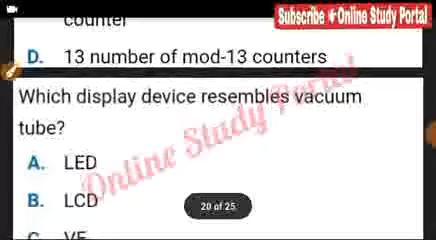 Subscribe Online Study Portal
counter
D. 13 number of mod-13 counters
Which display device resembles vacuum
tube?
A. LED
B. LCD
C. VF
Online Study Portal
20 of 25